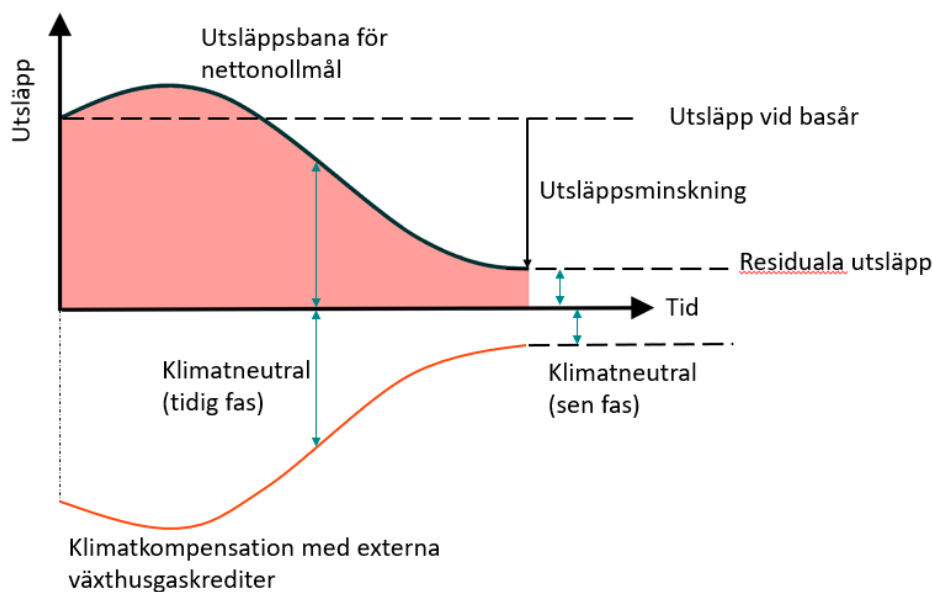 Utsläpp
Utsläppsbana för
nettonollmål
Utsläpp vid basår
Utsläppsminskning
Residuala utsläpp
Tid
Klimatneutral
(tidig fas)
Klimatneutral
(sen fas)
Klimatkompensation med externa
växthusgaskrediter